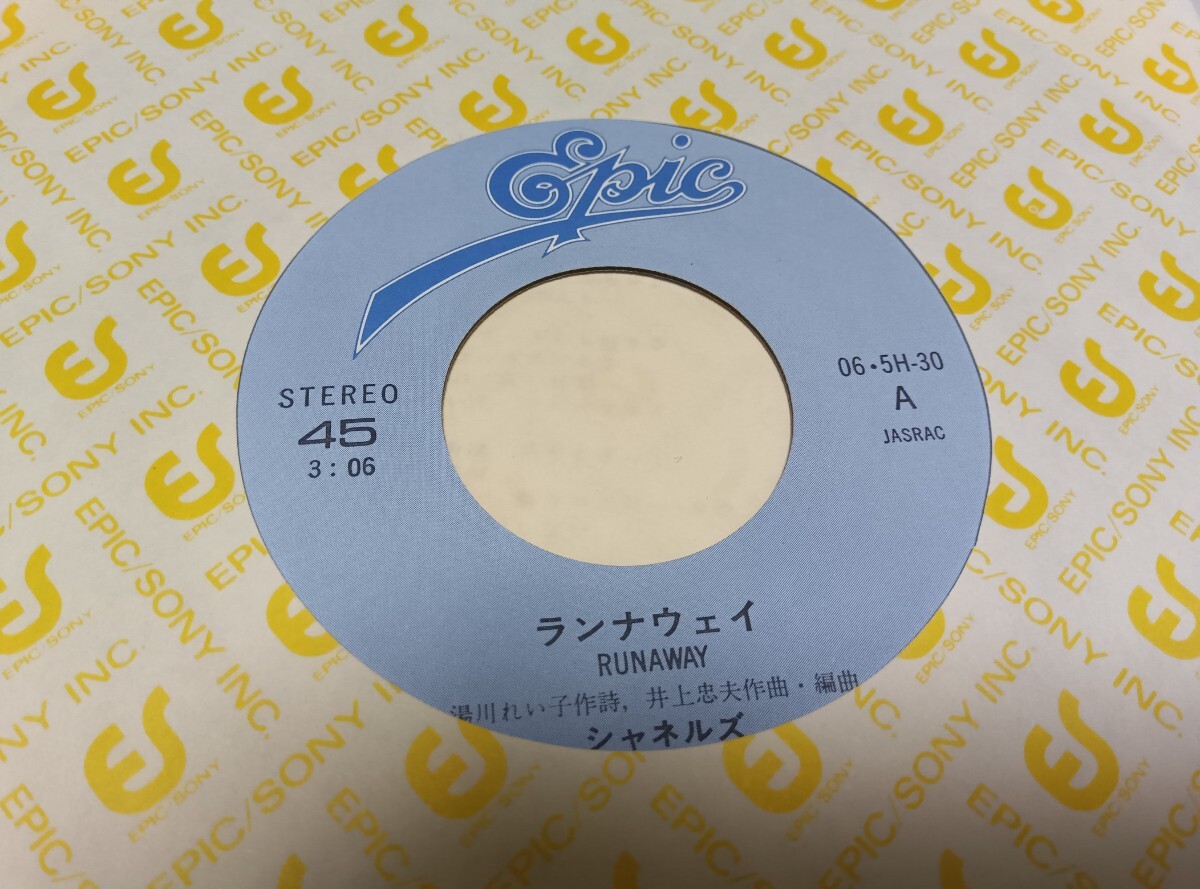 Epic
STEREO
45
3:06
06・5H-30
A
JASRAC
ランナウェイ
RUNAWAY
湯川れい子作詩, 井上忠夫作曲・編曲
シャネルズ
EPIC/SONY INC.
EPIC/SONY